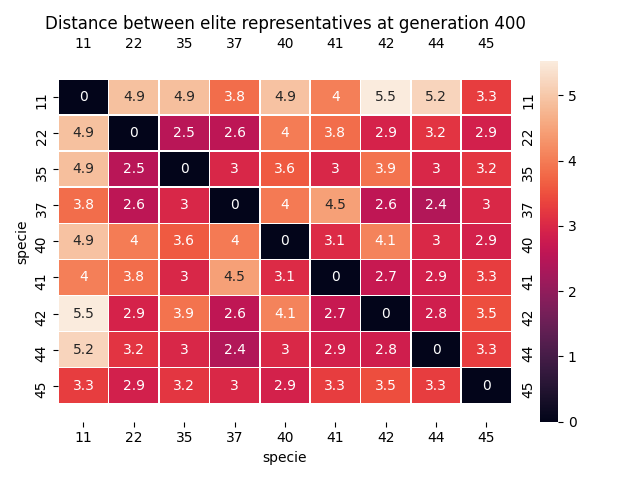 Distance between elite representatives at generation 400
11 22 35 37 40 41 42 44 45
11 0 4.9 4.9 3.8 4.9 4 5.5 5.2 3.3 11
22 4.9 0 2.5 2.6 4 3.8 2.9 3.2 2.9 22
35 4.9 2.5 0 3 3.6 3 3.9 3 3.2 35
37 3.8 2.6 3 0 4 4.5 2.6 2.4 3 37
40 4.9 4 3.6 4 0 3.1 4.1 3 2.9 40
41 4 3.8 3 4.5 3.1 0 2.7 2.9 3.3 41
42 5.5 2.9 3.9 2.6 4.1 2.7 0 2.8 3.5 42
44 5.2 3.2 3 2.4 3 2.9 2.8 0 3.3 44
45 3.3 2.9 3.2 3 2.9 3.3 3.5 3.3 0 45
specie
11 22 35 37 40 41 42 44 45
specie
5
4
3
2
1
0